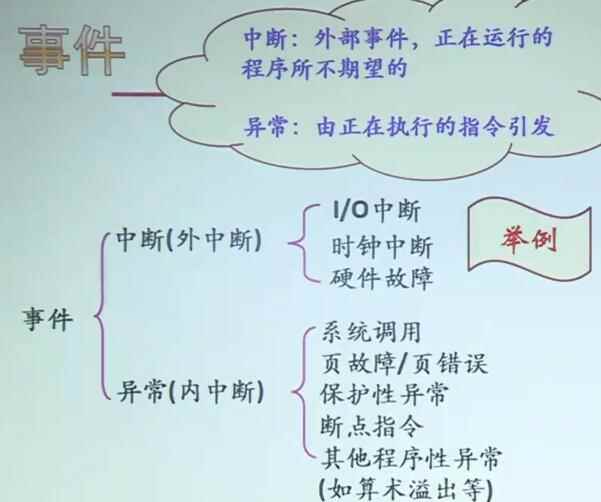 事件
中断：外部事件，正在运行的
程序所不期望的
异常：由正在执行的指令引发
I/O中断
中断(外中断)
时钟中断
硬件故障
举例
事件
系统调用
页故障/页错误
异常(内中断)
保护性异常
断点指令
其他程序性异常
(如算术溢出等)